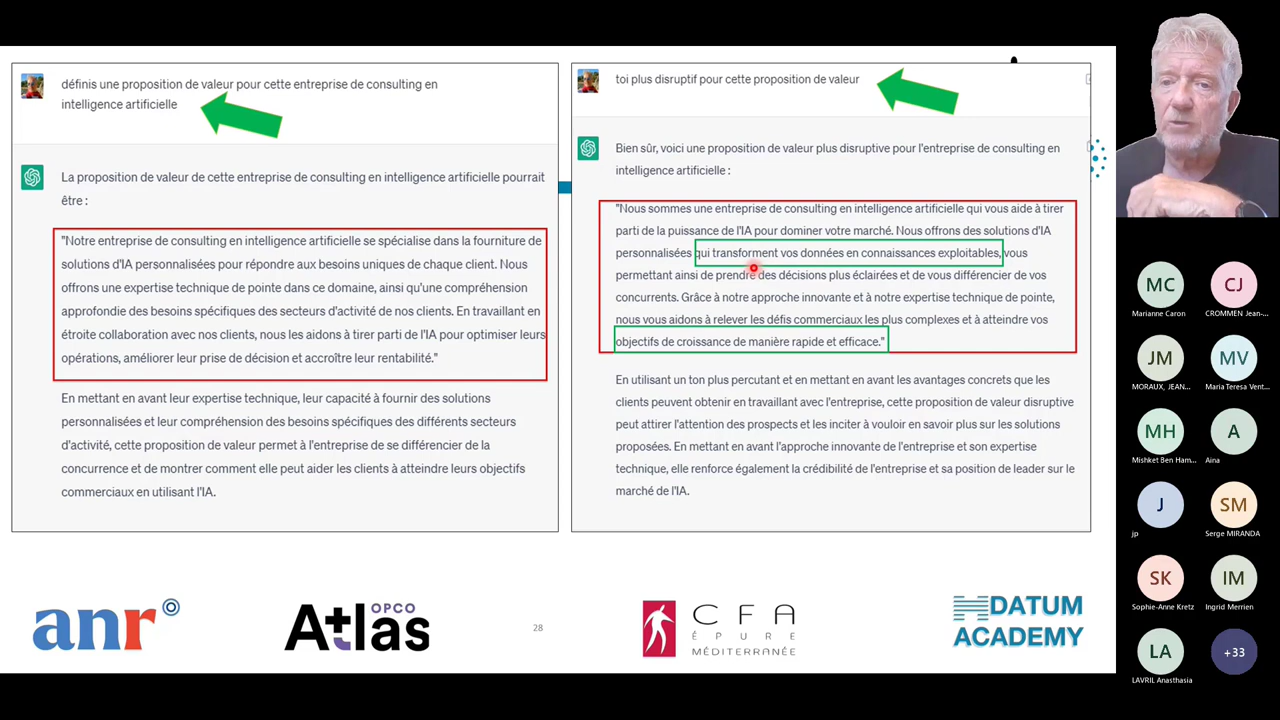 définis une proposition de valeur pour cette entreprise de consulting en
intelligence artificielle
La proposition de valeur de cette entreprise de consulting en intelligence artificielle pourrait
être :
"Notre entreprise de consulting en intelligence artificielle se spécialise dans la fourniture de
solutions d'IA personnalisées pour répondre aux besoins uniques de chaque client. Nous
offrons une expertise technique de pointe dans ce domaine, ainsi qu'une compréhension
approfondie des besoins spécifiques des secteurs d'activité de nos clients. En travaillant en
étroite collaboration avec nos clients, nous les aidons à tirer parti de l'IA pour optimiser leurs
opérations, améliorer leur prise de décision et accroître leur rentabilité."
En mettant en avant leur expertise technique, leur capacité à fournir des solutions
personnalisées et leur compréhension des besoins spécifiques des différents secteurs
d'activité, cette proposition de valeur permet à l'entreprise de se différencier de la
concurrence et de montrer comment elle peut aider les clients à atteindre leurs objectifs
commerciaux en utilisant l'IA.
toi plus disruptif pour cette proposition de valeur
Bien sûr, voici une proposition de valeur plus disruptive pour l'entreprise de consulting en
intelligence artificielle :
"Nous sommes une entreprise de consulting en intelligence artificielle qui vous aide à tirer
parti de la puissance de l'IA pour dominer votre marché. Nous offrons des solutions d'IA
personnalisées qui transforment vos données en connaissances exploitables, vous
permettant ainsi de prendre des décisions plus éclairées et de vous différencier de vos
concurrents. Grâce à notre approche innovante et à notre expertise technique de pointe,
nous vous aidons à relever les défis commerciaux les plus complexes et à atteindre vos
objectifs de croissance de manière rapide et efficace."
En utilisant un ton plus percutant et en mettant en avant les avantages concrets que les
clients peuvent obtenir en travaillant avec l'entreprise, cette proposition de valeur disruptive
peut attirer l'attention des prospects et les inciter à vouloir en savoir plus sur les solutions
proposées. En mettant en avant l'approche innovante de l'entreprise et son expertise
technique, elle renforce également la crédibilité de l'entreprise et sa position de leader sur le
marché de l'IA.
anr
OPCO
Atlas
28
CFA
ÉPURE
MÉDITERRANÉE
DATUM
ACADEMY
MC
Marianne Caron
CJ
CROMMEN Jean-...
JM
MORAUX, JEAN...
MV
Maria Teresa Vent...
MH
Mishket Ben Ham...
A
Aina
J
jp
SM
Serge MIRANDA
SK
Sophie-Anne Kretz
IM
Ingrid Merrien
LA
LAVRIL Anasthasia
+33